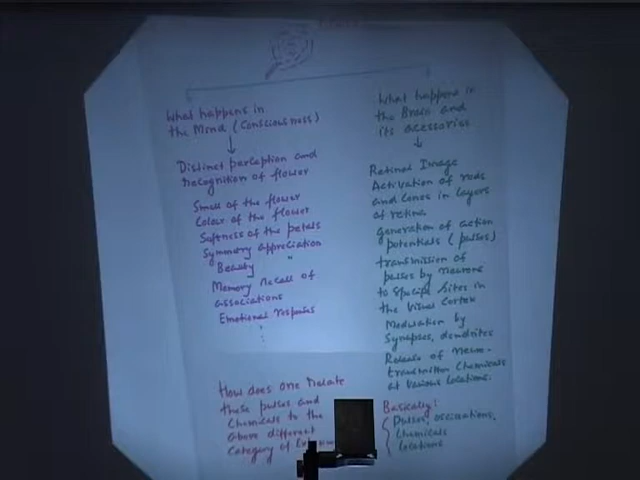 What happens in
the Mind (Consciousness)
Distinct perception and
Recognition of flower
Smell of the flower
Colour of the flower
Softness of the petals
Symmetry appreciation
Beauty "
Memory Recall of
associations
Emotional responses
How does one relate
these pulses and
Chemicals to the
above different
Category of
What happens in
the Brain and
its acessories
Retinal Image
Activation of rods
and cones in layers
of retina
generation of action
potentials (pulses)
transmission of
pulses by neurons
to special sites in
the Visual Cortex
Modulation by
Synapses, dendrites
Release of neuro-
transmitter chemicals
at various locations.
Basically:
Pulses, oscillations,
Chemicals
locations